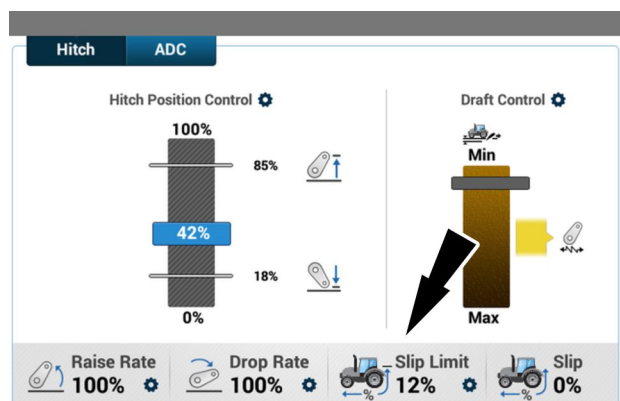 Hitch
ADC
Hitch Position Control
Draft Control
100%
Min
85%
42%
18%
0%
Max
Raise Rate
100%
Drop Rate
100%
Slip Limit
12%
%
Slip
0%
%